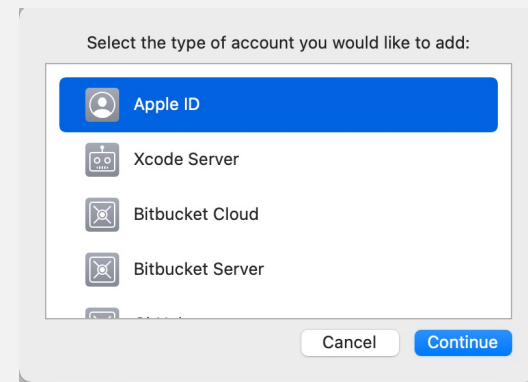 Select the type of account you would like to add:
Apple ID
Xcode Server
Bitbucket Cloud
Bitbucket Server
Cancel
Continue